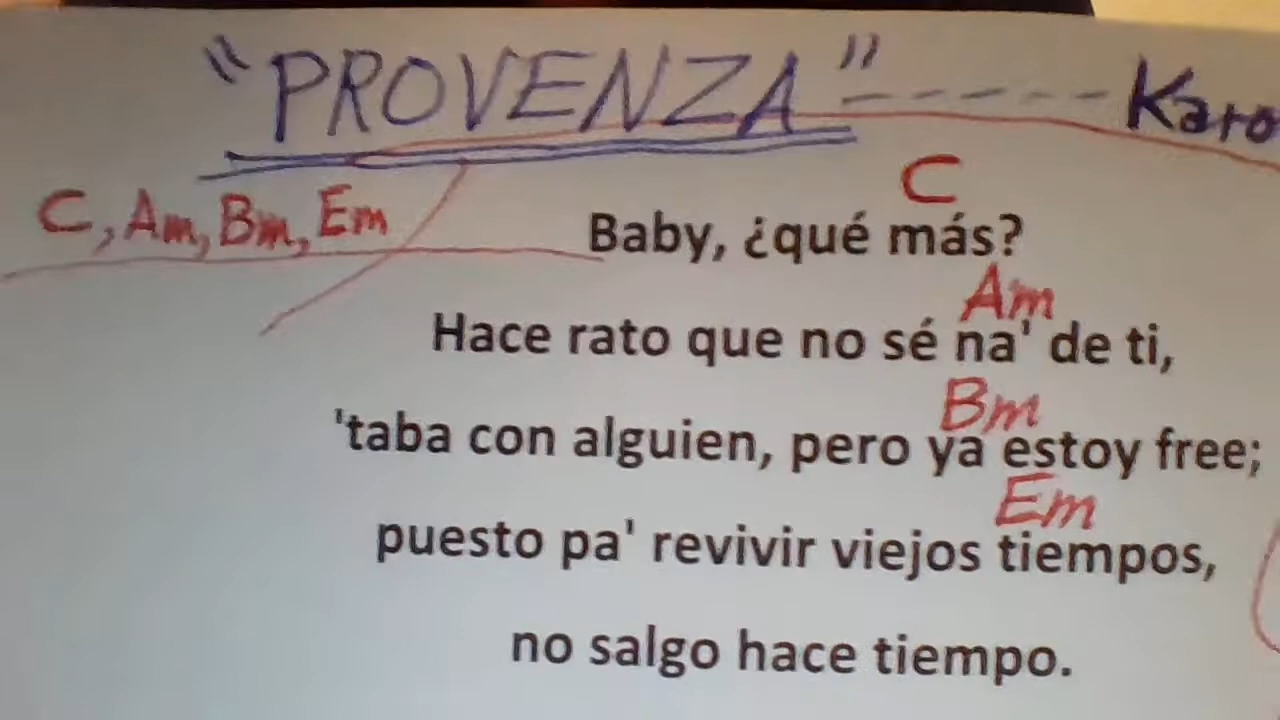 "PROVENZA" ----- Karo
C
C, Am, Bm, Em
Baby, ¿qué más?
Am
Hace rato que no sé na' de ti,
Bm
'taba con alguien, pero ya estoy free;
Em
puesto pa' revivir viejos tiempos,
no salgo hace tiempo.